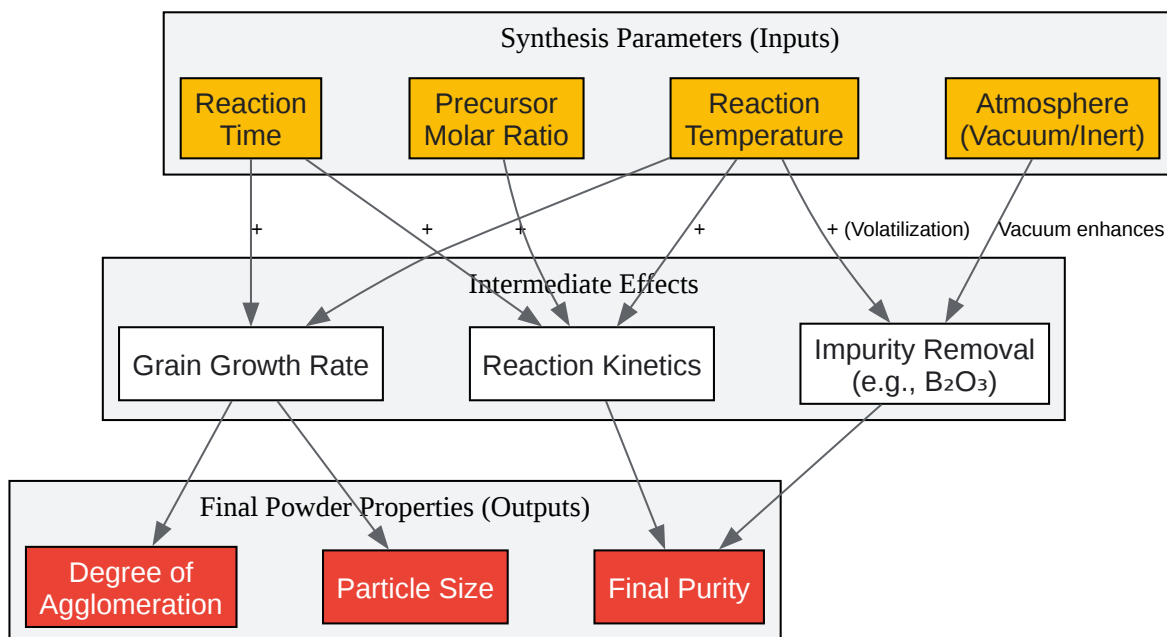 Synthesis Parameters (Inputs)
Reaction
Time
Precursor
Molar Ratio
Reaction
Temperature
Atmosphere
(Vacuum/Inert)
+
+
+
+
+ (Volatilization)
Vacuum enhances
Intermediate Effects
Grain Growth Rate
Reaction Kinetics
Impurity Removal
(e.g., B₂O₃)
Final Powder Properties (Outputs)
Degree of
Agglomeration
Particle Size
Final Purity